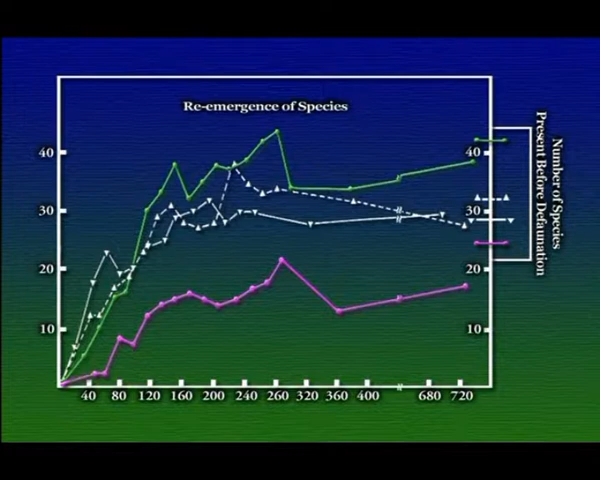 Re-emergence of Species
40
30
20
10
40
30
20
10
40 80 120 160 200 240 260 320 360 400 680 720
Number of Species
Present Before Defaunation